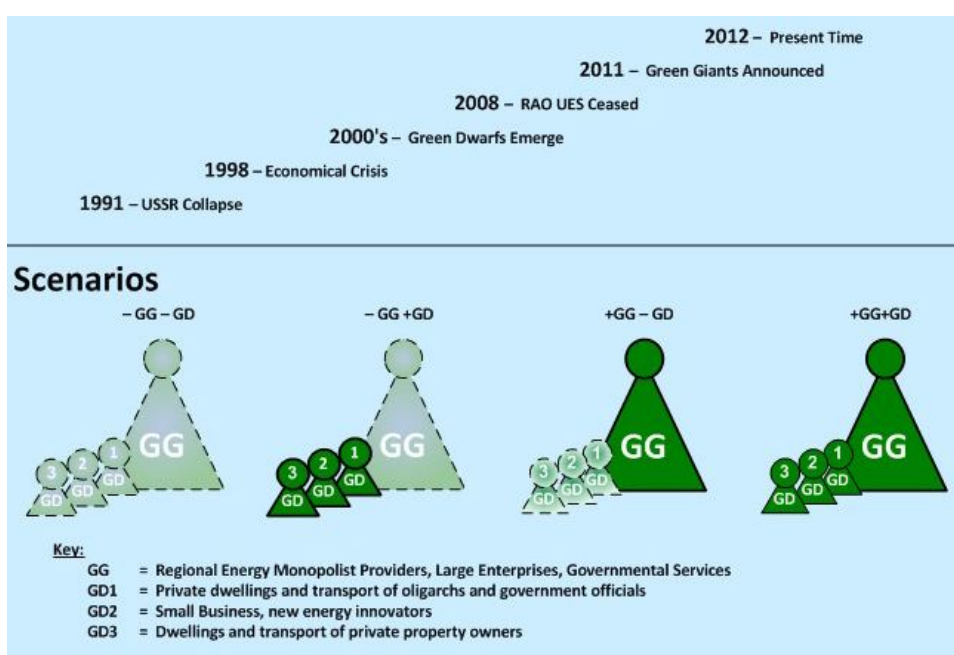 2012 – Present Time
2011 – Green Giants Announced
2008 – RAO UES Ceased
2000's – Green Dwarfs Emerge
1998 – Economical Crisis
1991 – USSR Collapse
Scenarios
– GG – GD
– GG +GD
+GG – GD
+GG+GD
GG
1
2
3
GD
GD
GD
GG
1
2
3
GD
GD
GD
GG
1
2
3
GD
GD
GD
GG
1
2
3
GD
GD
GD
Key:
GG = Regional Energy Monopolist Providers, Large Enterprises, Governmental Services
GD1 = Private dwellings and transport of oligarchs and government officials
GD2 = Small Business, new energy innovators
GD3 = Dwellings and transport of private property owners